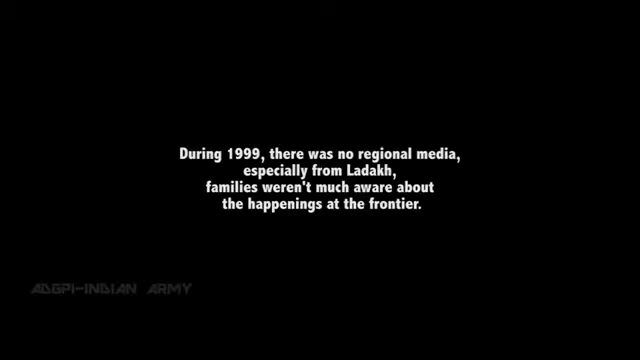 During 1999, there was no regional media,
especially from Ladakh,
families weren't much aware about
the happenings at the frontier.
ADGPI-INDIAN ARMY